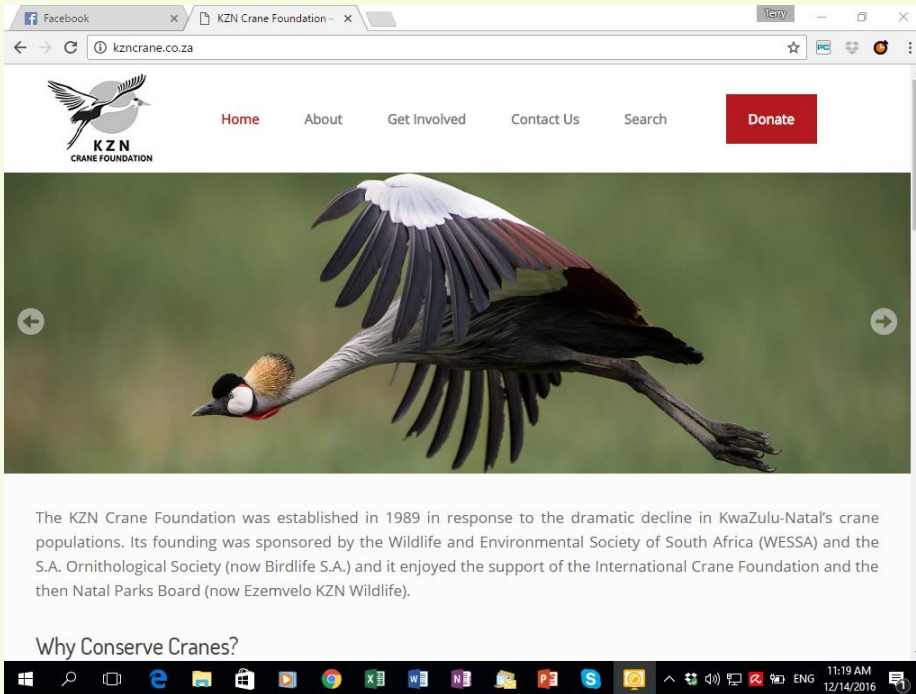 Facebook
KZN Crane Foundation –
Terry
kzncrane.co.za
PC
KZN
CRANE FOUNDATION
Home About Get Involved Contact Us Search Donate
The KZN Crane Foundation was established in 1989 in response to the dramatic decline in KwaZulu-Natal's crane
populations. Its founding was sponsored by the Wildlife and Environmental Society of South Africa (WESSA) and the
S.A. Ornithological Society (now Birdlife S.A.) and it enjoyed the support of the International Crane Foundation and the
then Natal Parks Board (now Ezemvelo KZN Wildlife).
Why Conserve Cranes?
ENG
11:19 AM
12/14/2016
1